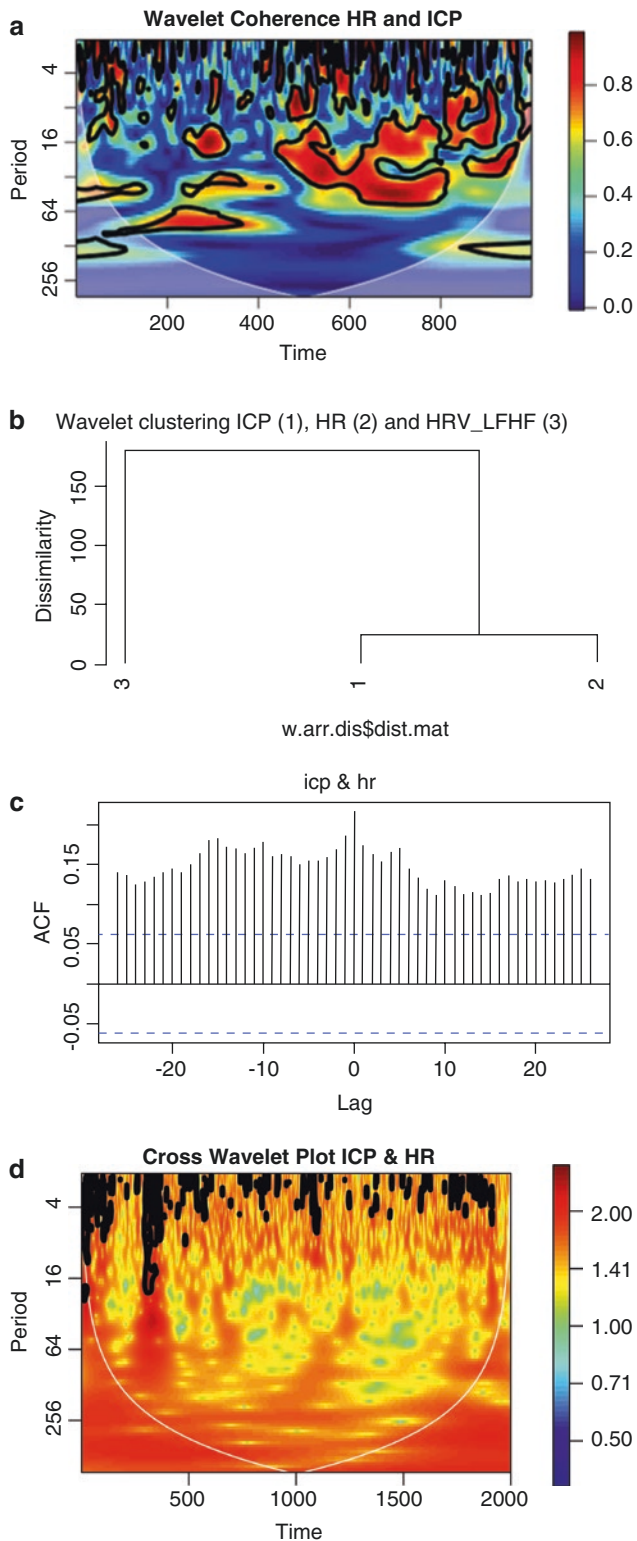 a
Wavelet Coherence HR and ICP
4
16
64
256
Period
200 400 600 800
Time
0.8
0.6
0.4
0.2
0.0
b
Wavelet clustering ICP (1), HR (2) and HRV_LFHF (3)
150
100
50
0
Dissimilarity
3 1 2
w.arr.dis$dist.mat
c
icp & hr
0.15
0.05
-0.05
ACF
-20 -10 0 10 20
Lag
d
Cross Wavelet Plot ICP & HR
4
16
64
256
Period
500 1000 1500 2000
Time
2.00
1.41
1.00
0.71
0.50